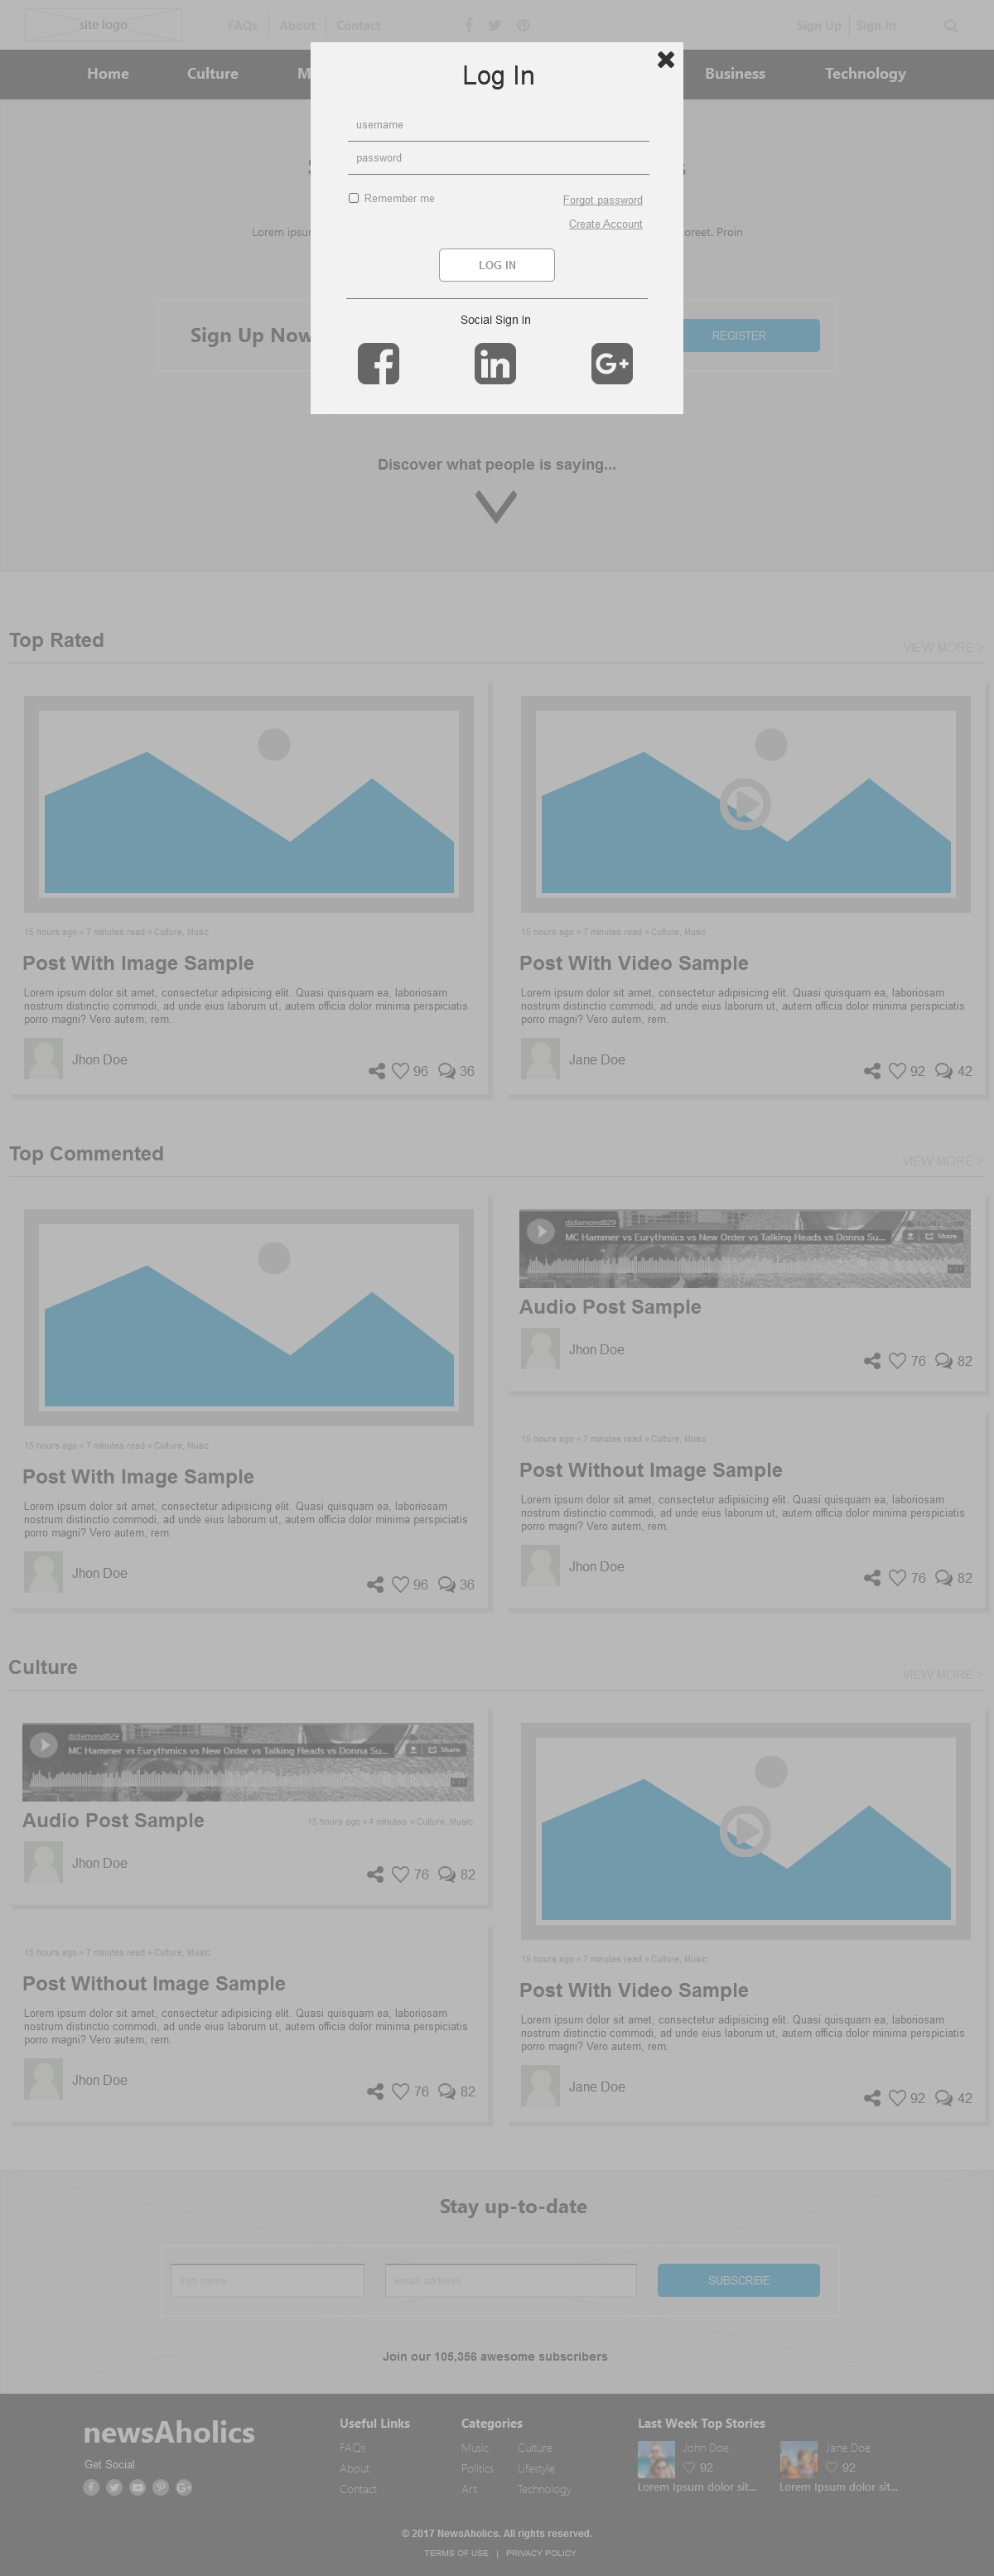 site logo
FAQs
About
Contact
Sign Up
Sign In
Home
Culture
M
Business
Technology
Log In
username
password
Remember me
Forgot password
Create Account
LOG IN
Social Sign In
Lorem ipsu
oreet. Proin
Sign Up Now
REGISTER
Discover what people is saying...
Top Rated
VIEW MORE >
15 hours ago • 7 minutes read • Culture, Musc
Post With Image Sample
Lorem ipsum dolor sit amet, consectetur adipisicing elit. Quasi quisquam ea, laboriosam
nostrum distinctio commodi, ad unde eius laborum ut, autem officia dolor minima perspiciatis
porro magni? Vero autem, rem.
Jhon Doe
96
36
15 hours ago • 7 minutes read • Culture, Musc
Post With Video Sample
Lorem ipsum dolor sit amet, consectetur adipisicing elit. Quasi quisquam ea, laboriosam
nostrum distinctio commodi, ad unde eius laborum ut, autem officia dolor minima perspiciatis
porro magni? Vero autem, rem.
Jane Doe
92
42
Top Commented
VIEW MORE >
15 hours ago • 7 minutes read • Culture, Musc
Post With Image Sample
Lorem ipsum dolor sit amet, consectetur adipisicing elit. Quasi quisquam ea, laboriosam
nostrum distinctio commodi, ad unde eius laborum ut, autem officia dolor minima perspiciatis
porro magni? Vero autem, rem.
Jhon Doe
96
36
djdiamond829
MC Hammer vs Eurythmics vs New Order vs Talking Heads vs Donna Su...
Share
Audio Post Sample
Jhon Doe
76
82
15 hours ago • 7 minutes read • Culture, Musc
Post Without Image Sample
Lorem ipsum dolor sit amet, consectetur adipisicing elit. Quasi quisquam ea, laboriosam
nostrum distinctio commodi, ad unde eius laborum ut, autem officia dolor minima perspiciatis
porro magni? Vero autem, rem.
Jhon Doe
76
82
Culture
VIEW MORE >
djdiamond829
MC Hammer vs Eurythmics vs New Order vs Talking Heads vs Donna Su...
Share
Audio Post Sample
15 hours ago • 4 minutes • Culture, Music
Jhon Doe
76
82
15 hours ago • 7 minutes read • Culture, Music
Post Without Image Sample
Lorem ipsum dolor sit amet, consectetur adipisicing elit. Quasi quisquam ea, laboriosam
nostrum distinctio commodi, ad unde eius laborum ut, autem officia dolor minima perspiciatis
porro magni? Vero autem, rem.
Jhon Doe
76
82
15 hours ago • 7 minutes read • Culture, Music
Post With Video Sample
Lorem ipsum dolor sit amet, consectetur adipisicing elit. Quasi quisquam ea, laboriosam
nostrum distinctio commodi, ad unde eius laborum ut, autem officia dolor minima perspiciatis
porro magni? Vero autem, rem.
Jane Doe
92
42
Stay up-to-date
email address
SUBSCRIBE
Join our 105,356 awesome subscribers
newsAholics
Get Social
Useful Links
FAQs
About
Contact
Categories
Music
Culture
Politics
Lifestyle
Art
Technology
Last Week Top Stories
John Doe
92
Lorem Ipsum dolor sit...
Jane Doe
92
Lorem Ipsum dolor sit...
© 2017 NewsAholics. All rights reserved.
TERMS OF USE | PRIVACY POLICY